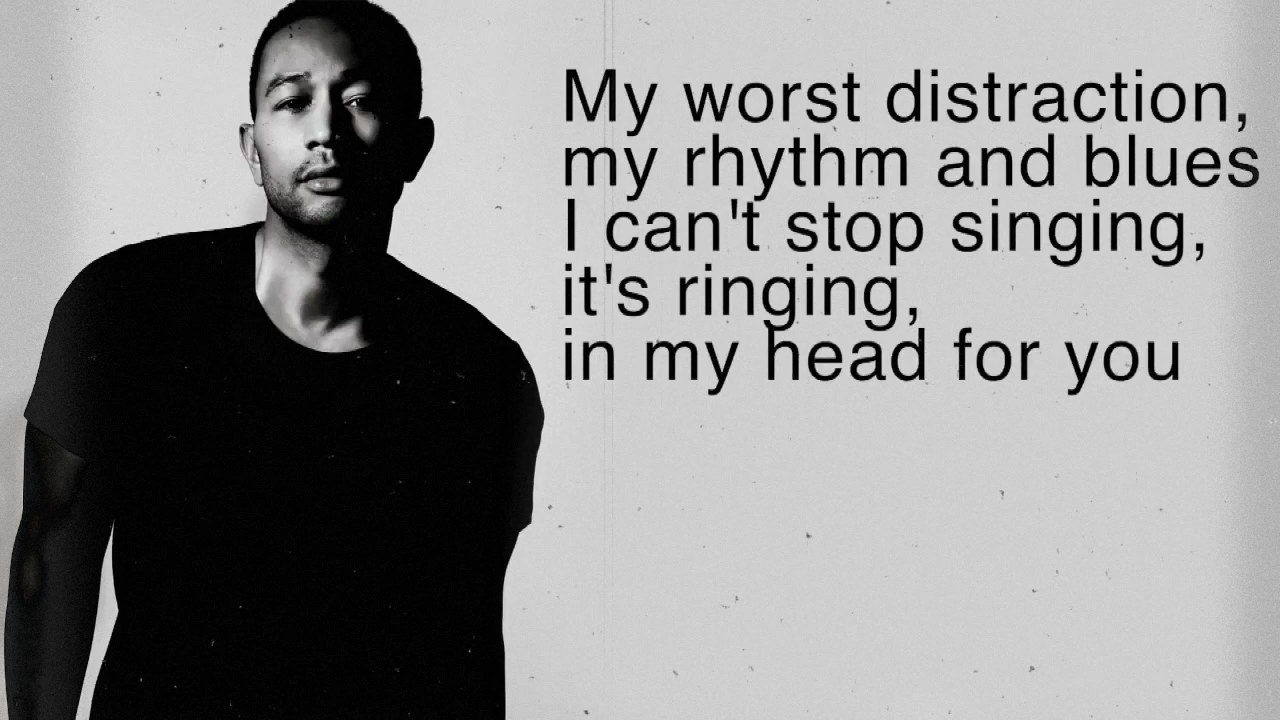 My worst distraction,
my rhythm and blues
I can't stop singing,
it's ringing,
in my head for you